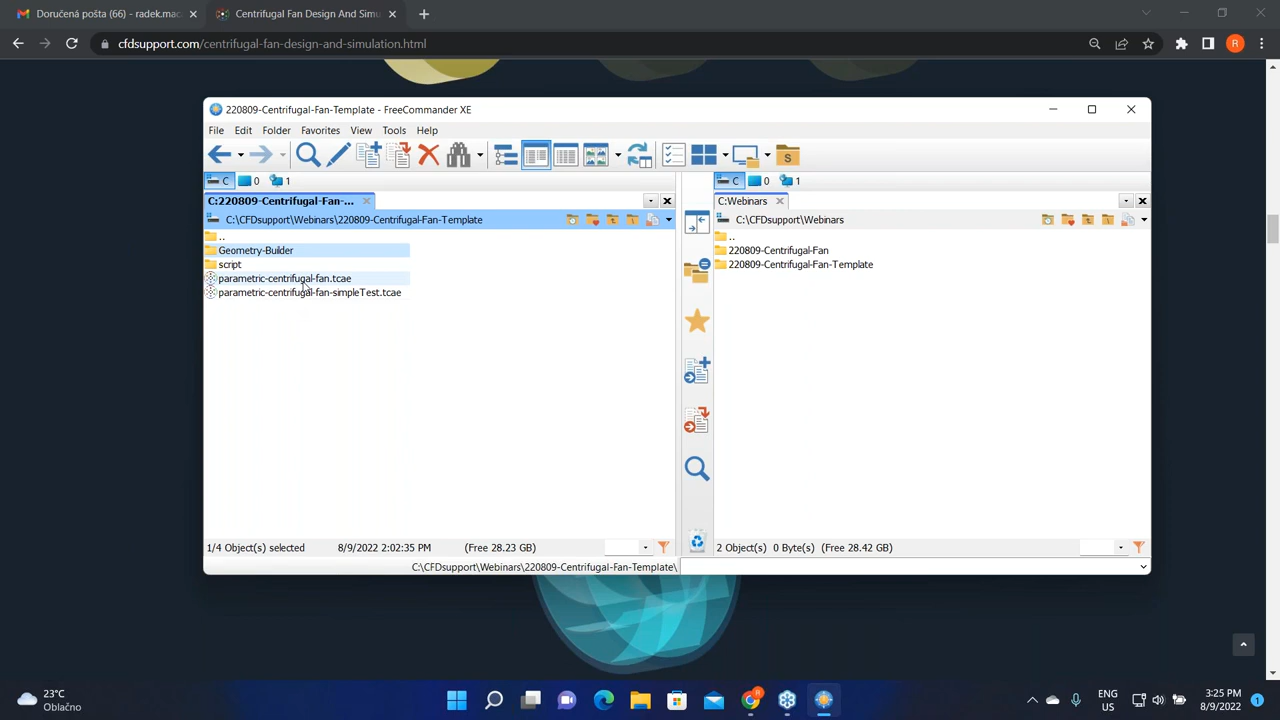 Doručená pošta (66) - radek.mac
Centrifugal Fan Design And Simu
cfdsupport.com/centrifugal-fan-design-and-simulation.html
R
220809-Centrifugal-Fan-Template - FreeCommander XE
File Edit Folder Favorites View Tools Help
S
C 0 1
C 0 1
C:220809-Centrifugal-Fan-...
C:Webinars
C:\CFDsupport\Webinars\220809-Centrifugal-Fan-Template
C:\CFDsupport\Webinars
..
Geometry-Builder
script
parametric-centrifugal-fan.tcae
parametric-centrifugal-fan-simpleTest.tcae
..
220809-Centrifugal-Fan
220809-Centrifugal-Fan-Template
1/4 Object(s) selected 8/9/2022 2:02:35 PM (Free 28.23 GB)
2 Object(s) 0 Byte(s) (Free 28.42 GB)
C:\CFDsupport\Webinars\220809-Centrifugal-Fan-Template\
23°C
Oblačno
ENG
US
3:25 PM
8/9/2022
1